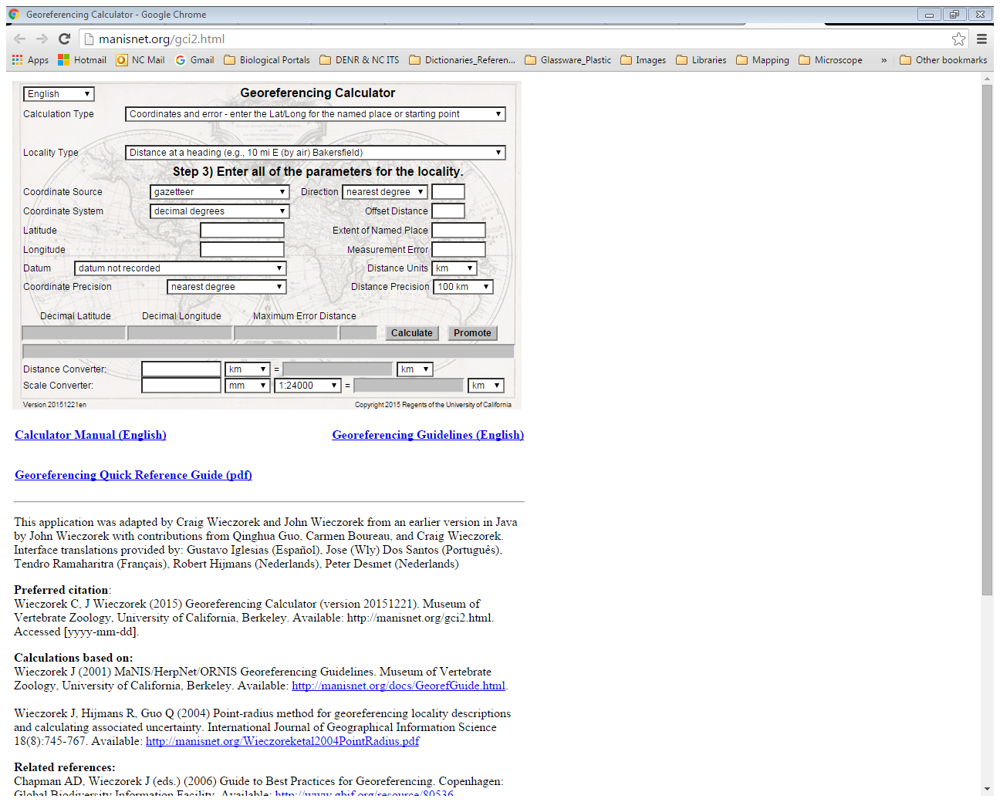 Georeferencing Calculator - Google Chrome
manisnet.org/gci2.html
Apps Hotmail NC Mail Gmail Biological Portals DENR & NC ITS Dictionaries_Referen... Glassware_Plastic Images Libraries Mapping Microscope » Other bookmarks
English Georeferencing Calculator
Calculation Type Coordinates and error - enter the Lat/Long for the named place or starting point
Locality Type Distance at a heading (e.g., 10 mi E (by air) Bakersfield)
Step 3) Enter all of the parameters for the locality.
Coordinate Source gazetteer Direction nearest degree
Coordinate System decimal degrees Offset Distance
Latitude Extent of Named Place
Longitude Measurement Error
Datum datum not recorded Distance Units km
Coordinate Precision nearest degree Distance Precision 100 km
Decimal Latitude Decimal Longitude Maximum Error Distance
Calculate Promote
Distance Converter: km = km
Scale Converter: mm 1:24000 = km
Version 20151221en Copyright 2015 Regents of the University of California
Calculator Manual (English) Georeferencing Guidelines (English)
Georeferencing Quick Reference Guide (pdf)
This application was adapted by Craig Wieczorek and John Wieczorek from an earlier version in Java
by John Wieczorek with contributions from Qinghua Guo, Carmen Boureau, and Craig Wieczorek.
Interface translations provided by: Gustavo Iglesias (Español), Jose (Wly) Dos Santos (Português),
Tendro Ramaharitra (Français), Robert Hijmans (Nederlands), Peter Desmet (Nederlands)
Preferred citation:
Wieczorek C, J Wieczorek (2015) Georeferencing Calculator (version 20151221). Museum of
Vertebrate Zoology, University of California, Berkeley. Available: http://manisnet.org/gci2.html.
Accessed [yyyy-mm-dd].
Calculations based on:
Wieczorek J (2001) MaNIS/HerpNet/ORNIS Georeferencing Guidelines. Museum of Vertebrate
Zoology, University of California, Berkeley. Available: http://manisnet.org/docs/GeorefGuide.html.
Wieczorek J, Hijmans R, Guo Q (2004) Point-radius method for georeferencing locality descriptions
and calculating associated uncertainty. International Journal of Geographical Information Science
18(8):745-767. Available: http://manisnet.org/Wieczoreketal2004PointRadius.pdf
Related references:
Chapman AD, Wieczorek J (eds.) (2006) Guide to Best Practices for Georeferencing. Copenhagen:
Global Biodiversity Information Facility. Available: http://www.gbif.org/resource/80536